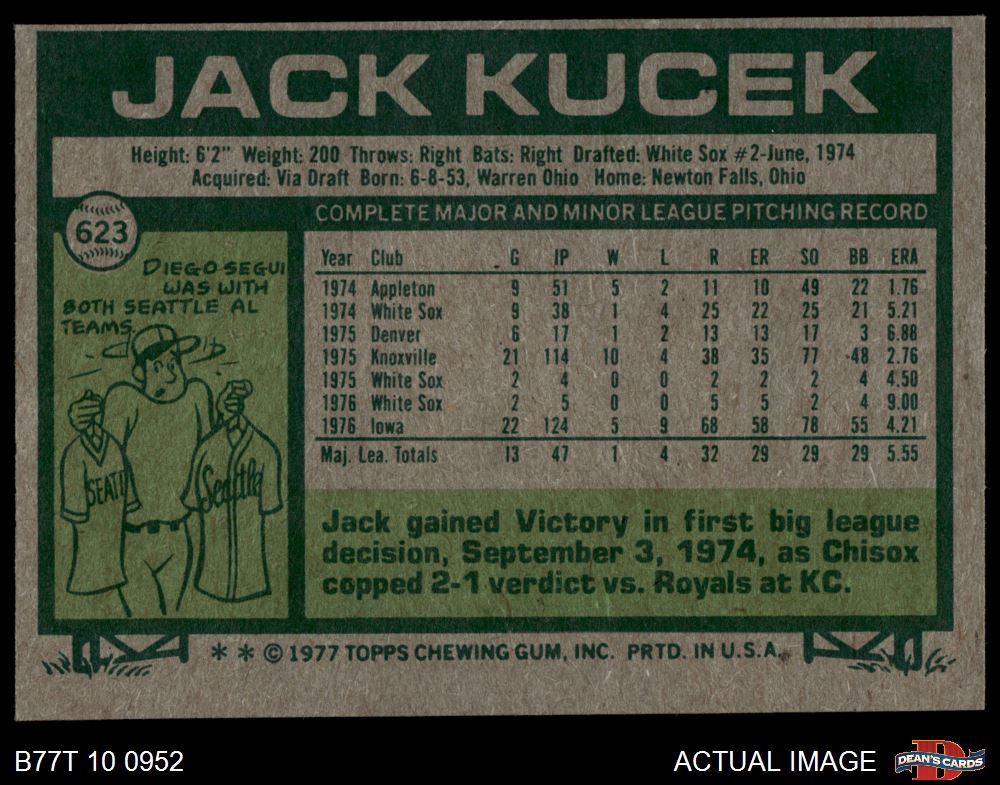 JACK KUCEK
Height: 6'2" Weight: 200 Throws: Right Bats: Right Drafted: White Sox #2-June, 1974
Acquired: Via Draft Born: 6-8-53, Warren Ohio Home: Newton Falls, Ohio
623
COMPLETE MAJOR AND MINOR LEAGUE PITCHING RECORD
DIEGO SEGUI
WAS WITH
BOTH SEATTLE AL
TEAMS.
SEATT
Seattle
Year Club G IP W L R ER SO BB ERA
1974 Appleton 9 51 5 2 11 10 49 22 1.76
1974 White Sox 9 38 1 4 25 22 25 21 5.21
1975 Denver 6 17 1 2 13 13 17 3 6.88
1975 Knoxville 21 114 10 4 38 35 77 48 2.76
1975 White Sox 2 4 0 0 2 2 2 4 4.50
1976 White Sox 2 5 0 0 5 5 2 4 9.00
1976 Iowa 22 124 5 9 68 58 78 55 4.21
Maj. Lea. Totals 13 47 1 4 32 29 29 29 5.55
Jack gained Victory in first big league
decision, September 3, 1974, as Chisox
copped 2-1 verdict vs. Royals at KC.
* * © 1977 TOPPS CHEWING GUM, INC. PRTD. IN U.S.A.
B77T 10 0952
ACTUAL IMAGE
D
DEAN'S CARDS